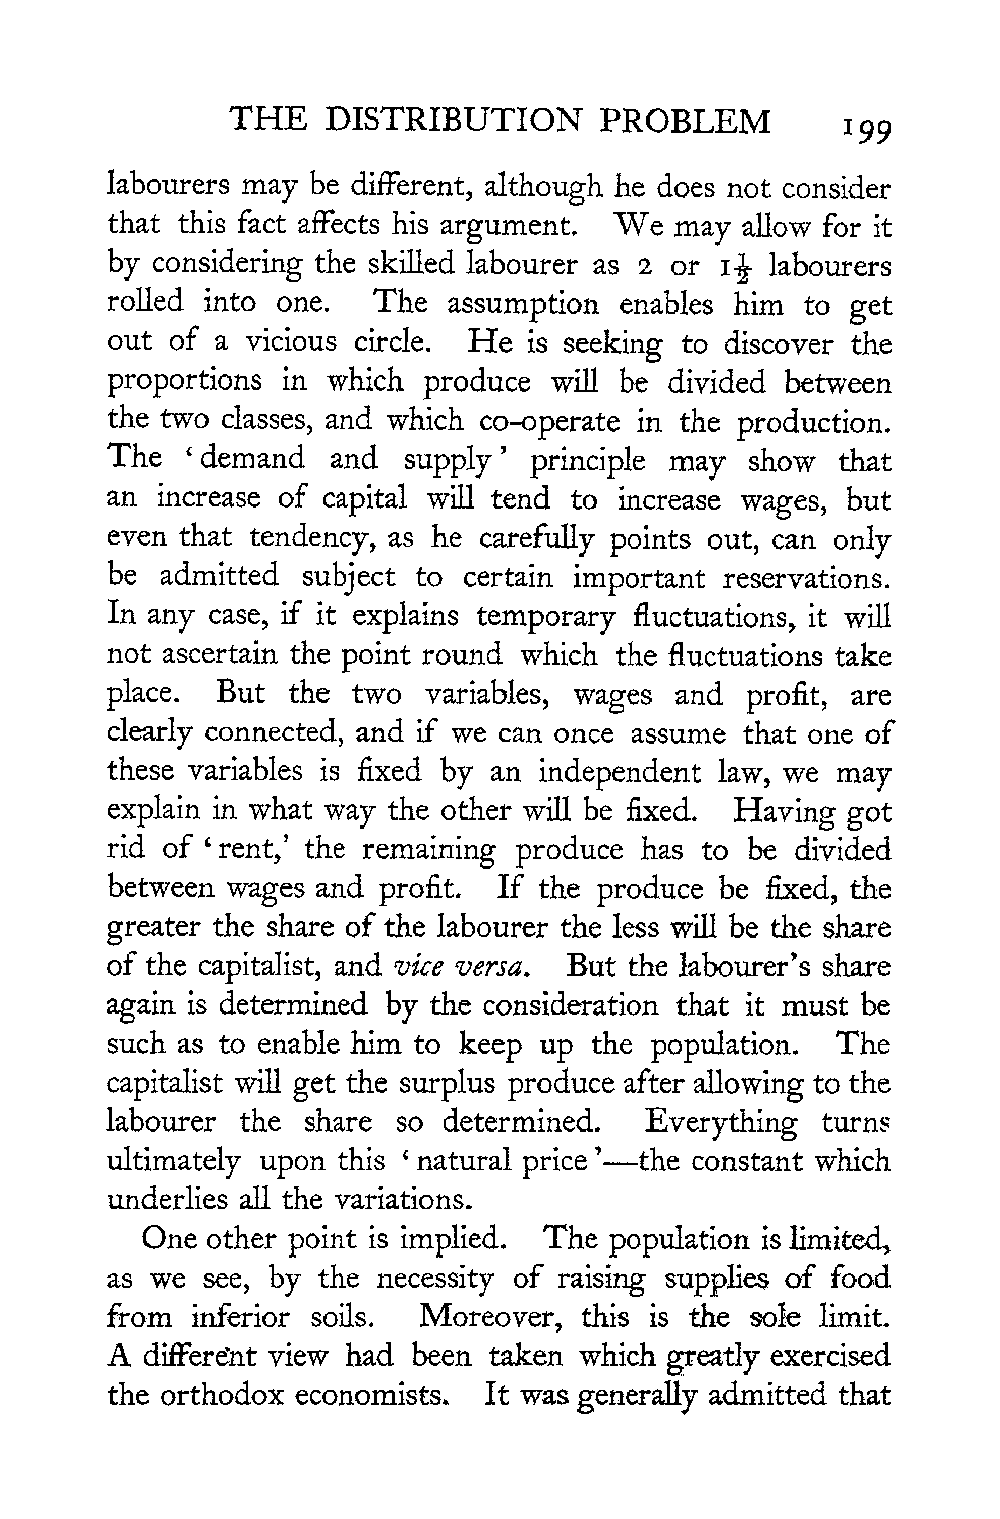 THE DISTRIBUTION PROBLEM 199
labourers may be different, although he does not consider
that this fact affects his argument. We may allow for it
by considering the skilled labourer as 2 or 1½ labourers
rolled into one. The assumption enables him to get
out of a vicious circle. He is seeking to discover the
proportions in which produce will be divided between
the two classes, and which co-operate in the production.
The ‘demand and supply’ principle may show that
an increase of capital will tend to increase wages, but
even that tendency, as he carefully points out, can only
be admitted subject to certain important reservations.
In any case, if it explains temporary fluctuations, it will
not ascertain the point round which the fluctuations take
place. But the two variables, wages and profit, are
clearly connected, and if we can once assume that one of
these variables is fixed by an independent law, we may
explain in what way the other will be fixed. Having got
rid of ‘rent,’ the remaining produce has to be divided
between wages and profit. If the produce be fixed, the
greater the share of the labourer the less will be the share
of the capitalist, and vice versa. But the labourer’s share
again is determined by the consideration that it must be
such as to enable him to keep up the population. The
capitalist will get the surplus produce after allowing to the
labourer the share so determined. Everything turns
ultimately upon this ‘natural price’—the constant which
underlies all the variations.
One other point is implied. The population is limited,
as we see, by the necessity of raising supplies of food
from inferior soils. Moreover, this is the sole limit.
A different view had been taken which greatly exercised
the orthodox economists. It was generally admitted that